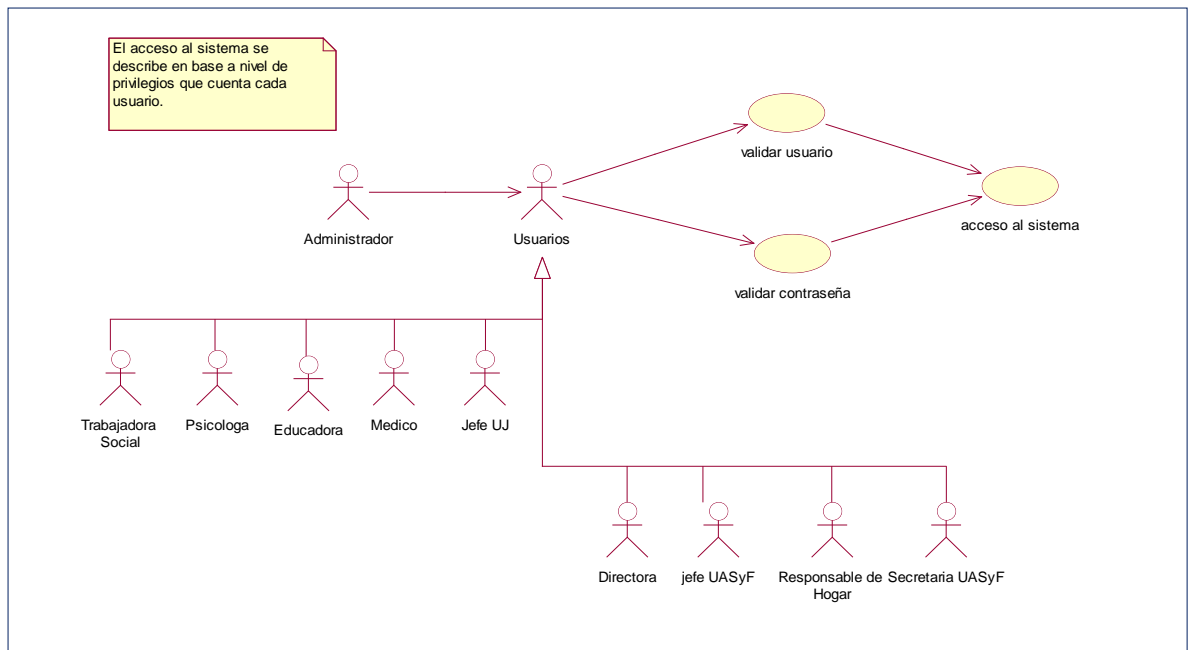 El acceso al sistema se
describe en base a nivel de
privilegios que cuenta cada
usuario.
validar usuario
acceso al sistema
Administrador
Usuarios
validar contraseña
Trabajadora
Social
Psicologa
Educadora
Medico
Jefe UJ
Directora
jefe UASyF
Responsable de
Hogar
Secretaria UASyF